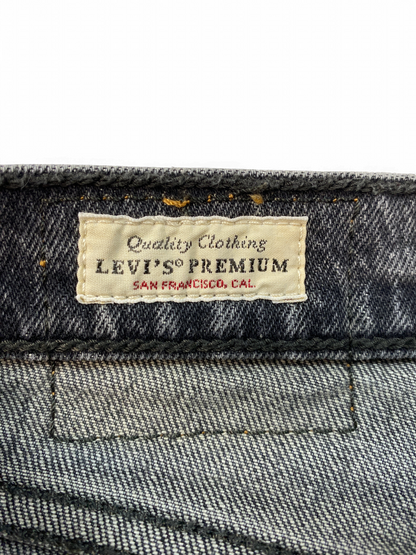 Quality Clothing
LEVI'S® PREMIUM
SAN FRANCISCO, CAL.